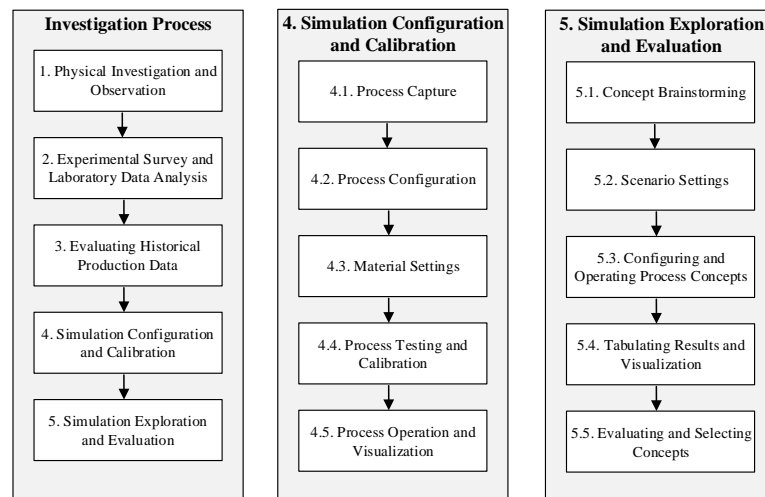 Investigation Process
1. Physical Investigation and
Observation
2. Experimental Survey and
Laboratory Data Analysis
3. Evaluating Historical
Production Data
4. Simulation Configuration
and Calibration
5. Simulation Exploration
and Evaluation
4. Simulation Configuration
and Calibration
4.1. Process Capture
4.2. Process Configuration
4.3. Material Settings
4.4. Process Testing and
Calibration
4.5. Process Operation and
Visualization
5. Simulation Exploration
and Evaluation
5.1. Concept Brainstorming
5.2. Scenario Settings
5.3. Configuring and
Operating Process Concepts
5.4. Tabulating Results and
Visualization
5.5. Evaluating and Selecting
Concepts